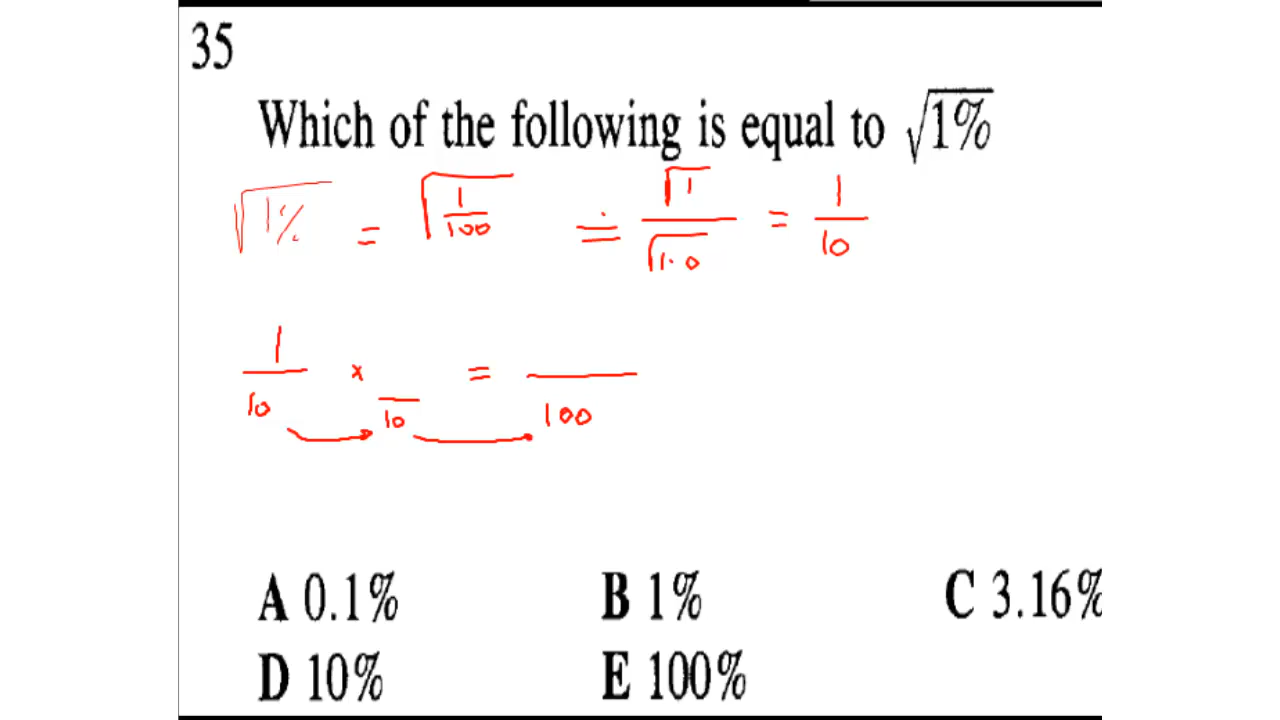 35
Which of the following is equal to √1%
√1% = √(1/100) = √1/√100 = 1/10
1/10 × /10 = /100
A 0.1% B 1% C 3.16%
D 10% E 100%